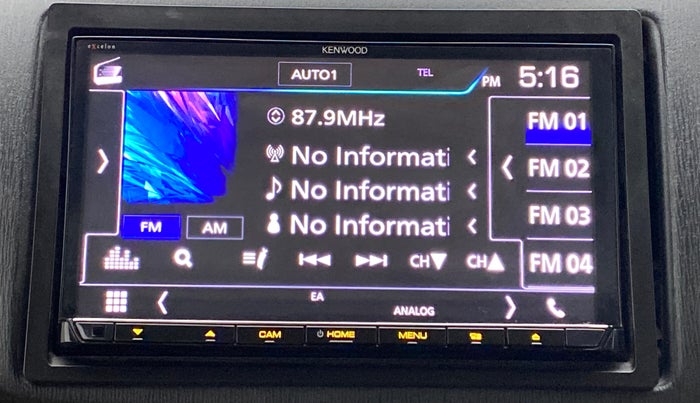 eXcelon
KENWOOD
AUTO1
TEL
PM 5:16
87.9MHz
FM 01
No Informati
FM 02
No Informati
FM 03
No Informati
FM AM
CH▼ CH▲
FM 04
EA
ANALOG
CAM HOME MENU